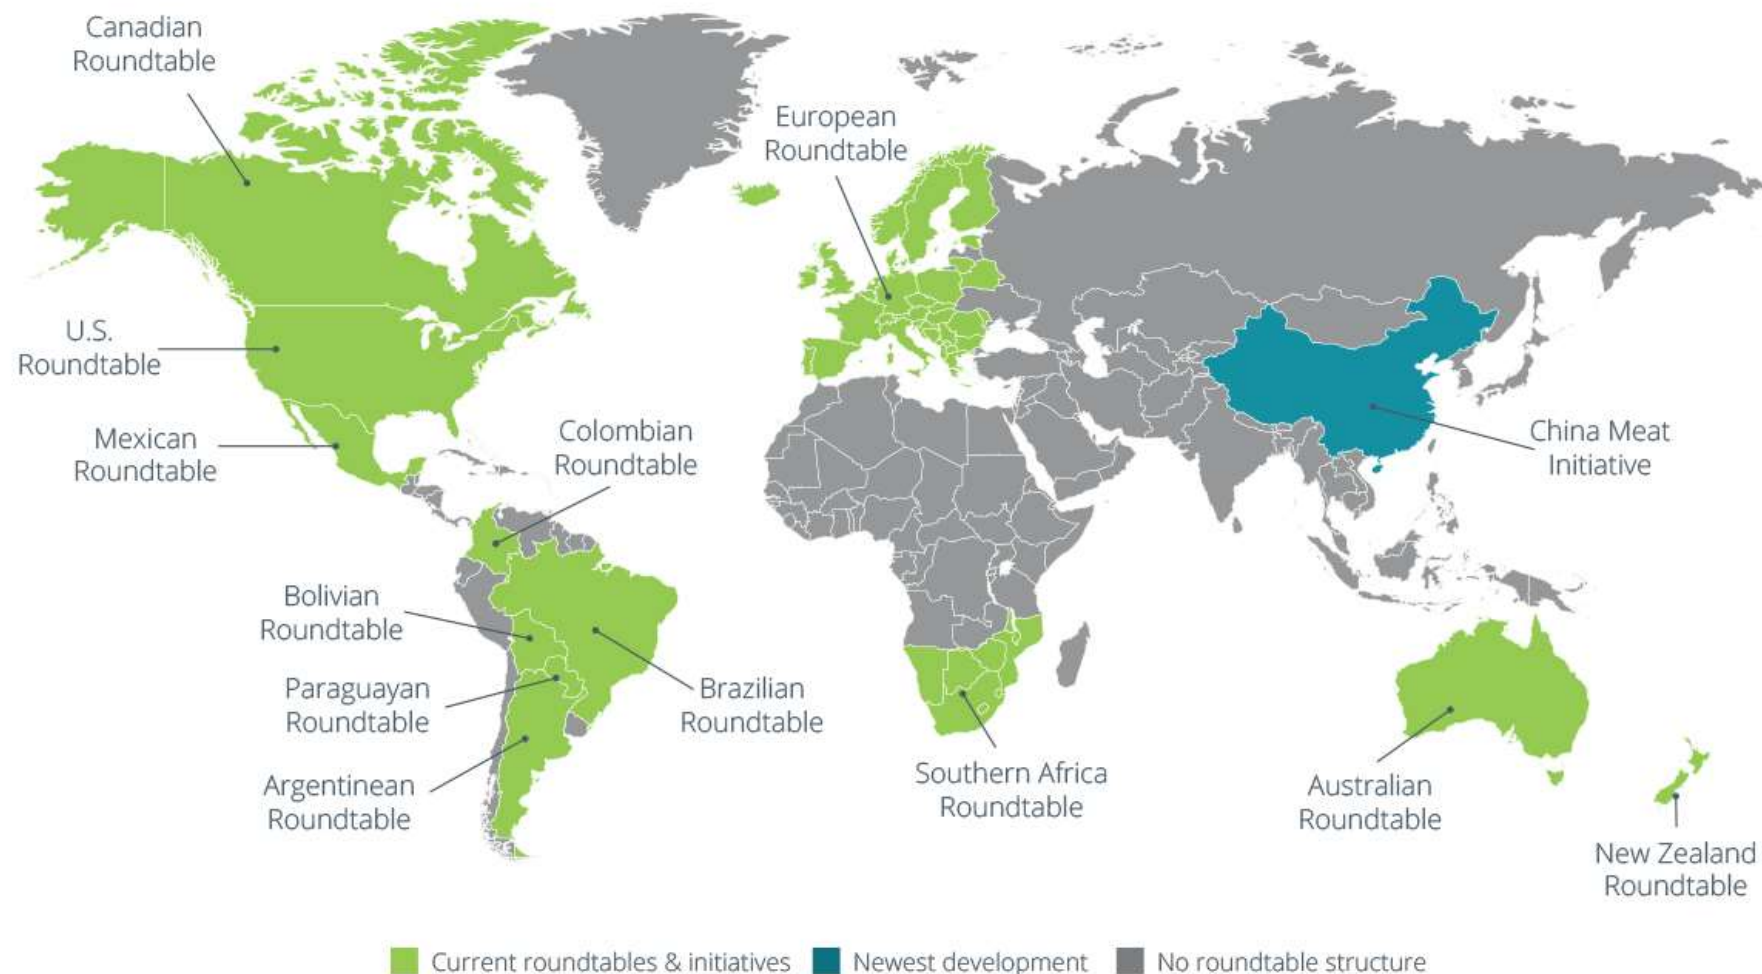 Canadian
Roundtable
European
Roundtable
U.S.
Roundtable
Mexican
Roundtable
Colombian
Roundtable
China Meat
Initiative
Bolivian
Roundtable
Paraguayan
Roundtable
Brazilian
Roundtable
Argentinean
Roundtable
Southern Africa
Roundtable
Australian
Roundtable
New Zealand
Roundtable
Current roundtables & initiatives Newest development No roundtable structure